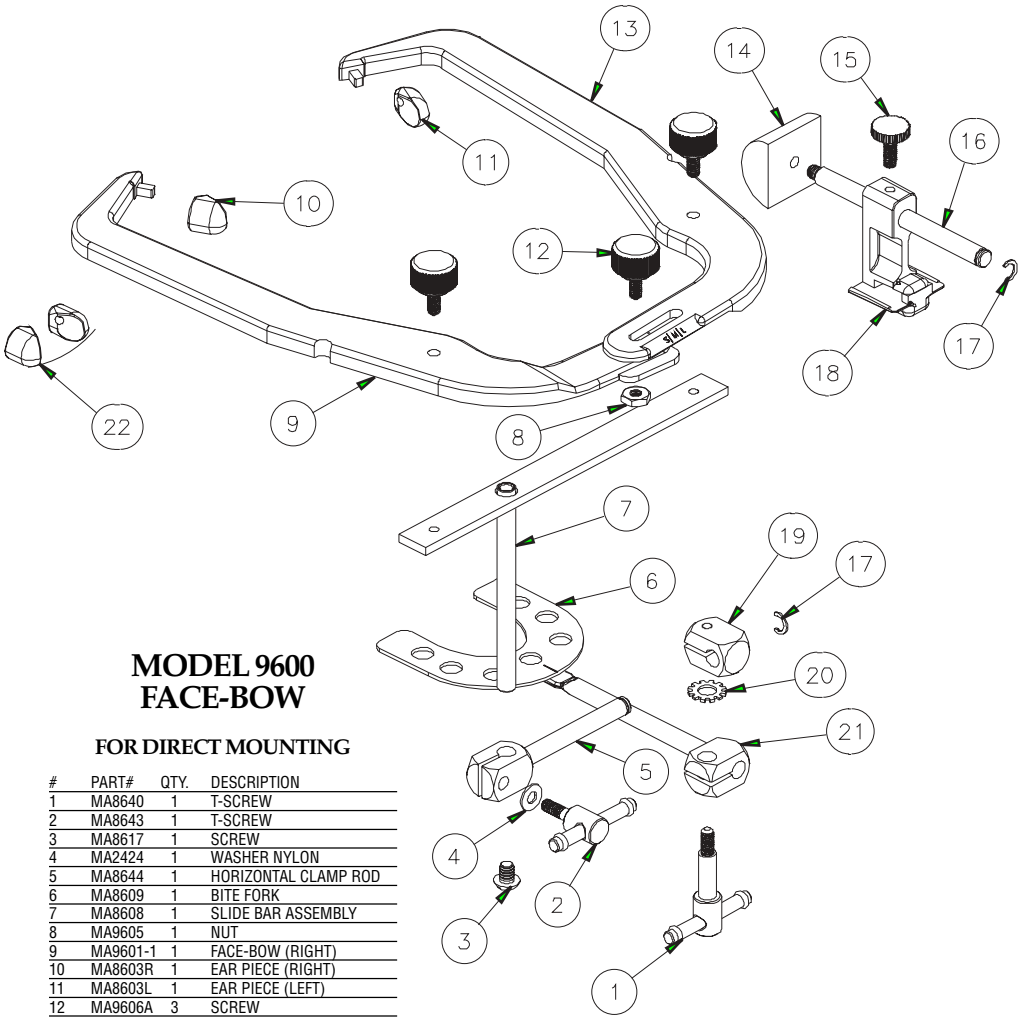 13
14
15
16
11
10
12
17
18
S|M|L
22
9
8
7
19
17
6
20
21
5
4
2
3
1
MODEL 9600
FACE-BOW
FOR DIRECT MOUNTING
# PART# QTY. DESCRIPTION
1 MA8640 1 T-SCREW
2 MA8643 1 T-SCREW
3 MA8617 1 SCREW
4 MA2424 1 WASHER NYLON
5 MA8644 1 HORIZONTAL CLAMP ROD
6 MA8609 1 BITE FORK
7 MA8608 1 SLIDE BAR ASSEMBLY
8 MA9605 1 NUT
9 MA9601-1 1 FACE-BOW (RIGHT)
10 MA8603R 1 EAR PIECE (RIGHT)
11 MA8603L 1 EAR PIECE (LEFT)
12 MA9606A 3 SCREW